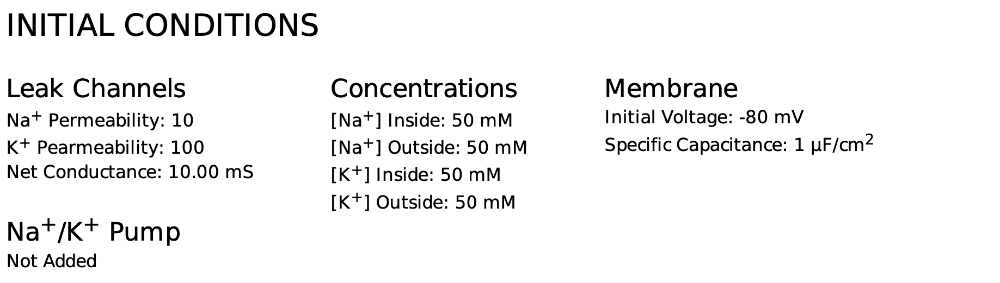 INITIAL CONDITIONS
Leak Channels
Na⁺ Permeability: 10
K⁺ Pearmeability: 100
Net Conductance: 10.00 mS
Na⁺/K⁺ Pump
Not Added
Concentrations
[Na⁺] Inside: 50 mM
[Na⁺] Outside: 50 mM
[K⁺] Inside: 50 mM
[K⁺] Outside: 50 mM
Membrane
Initial Voltage: -80 mV
Specific Capacitance: 1 µF/cm²